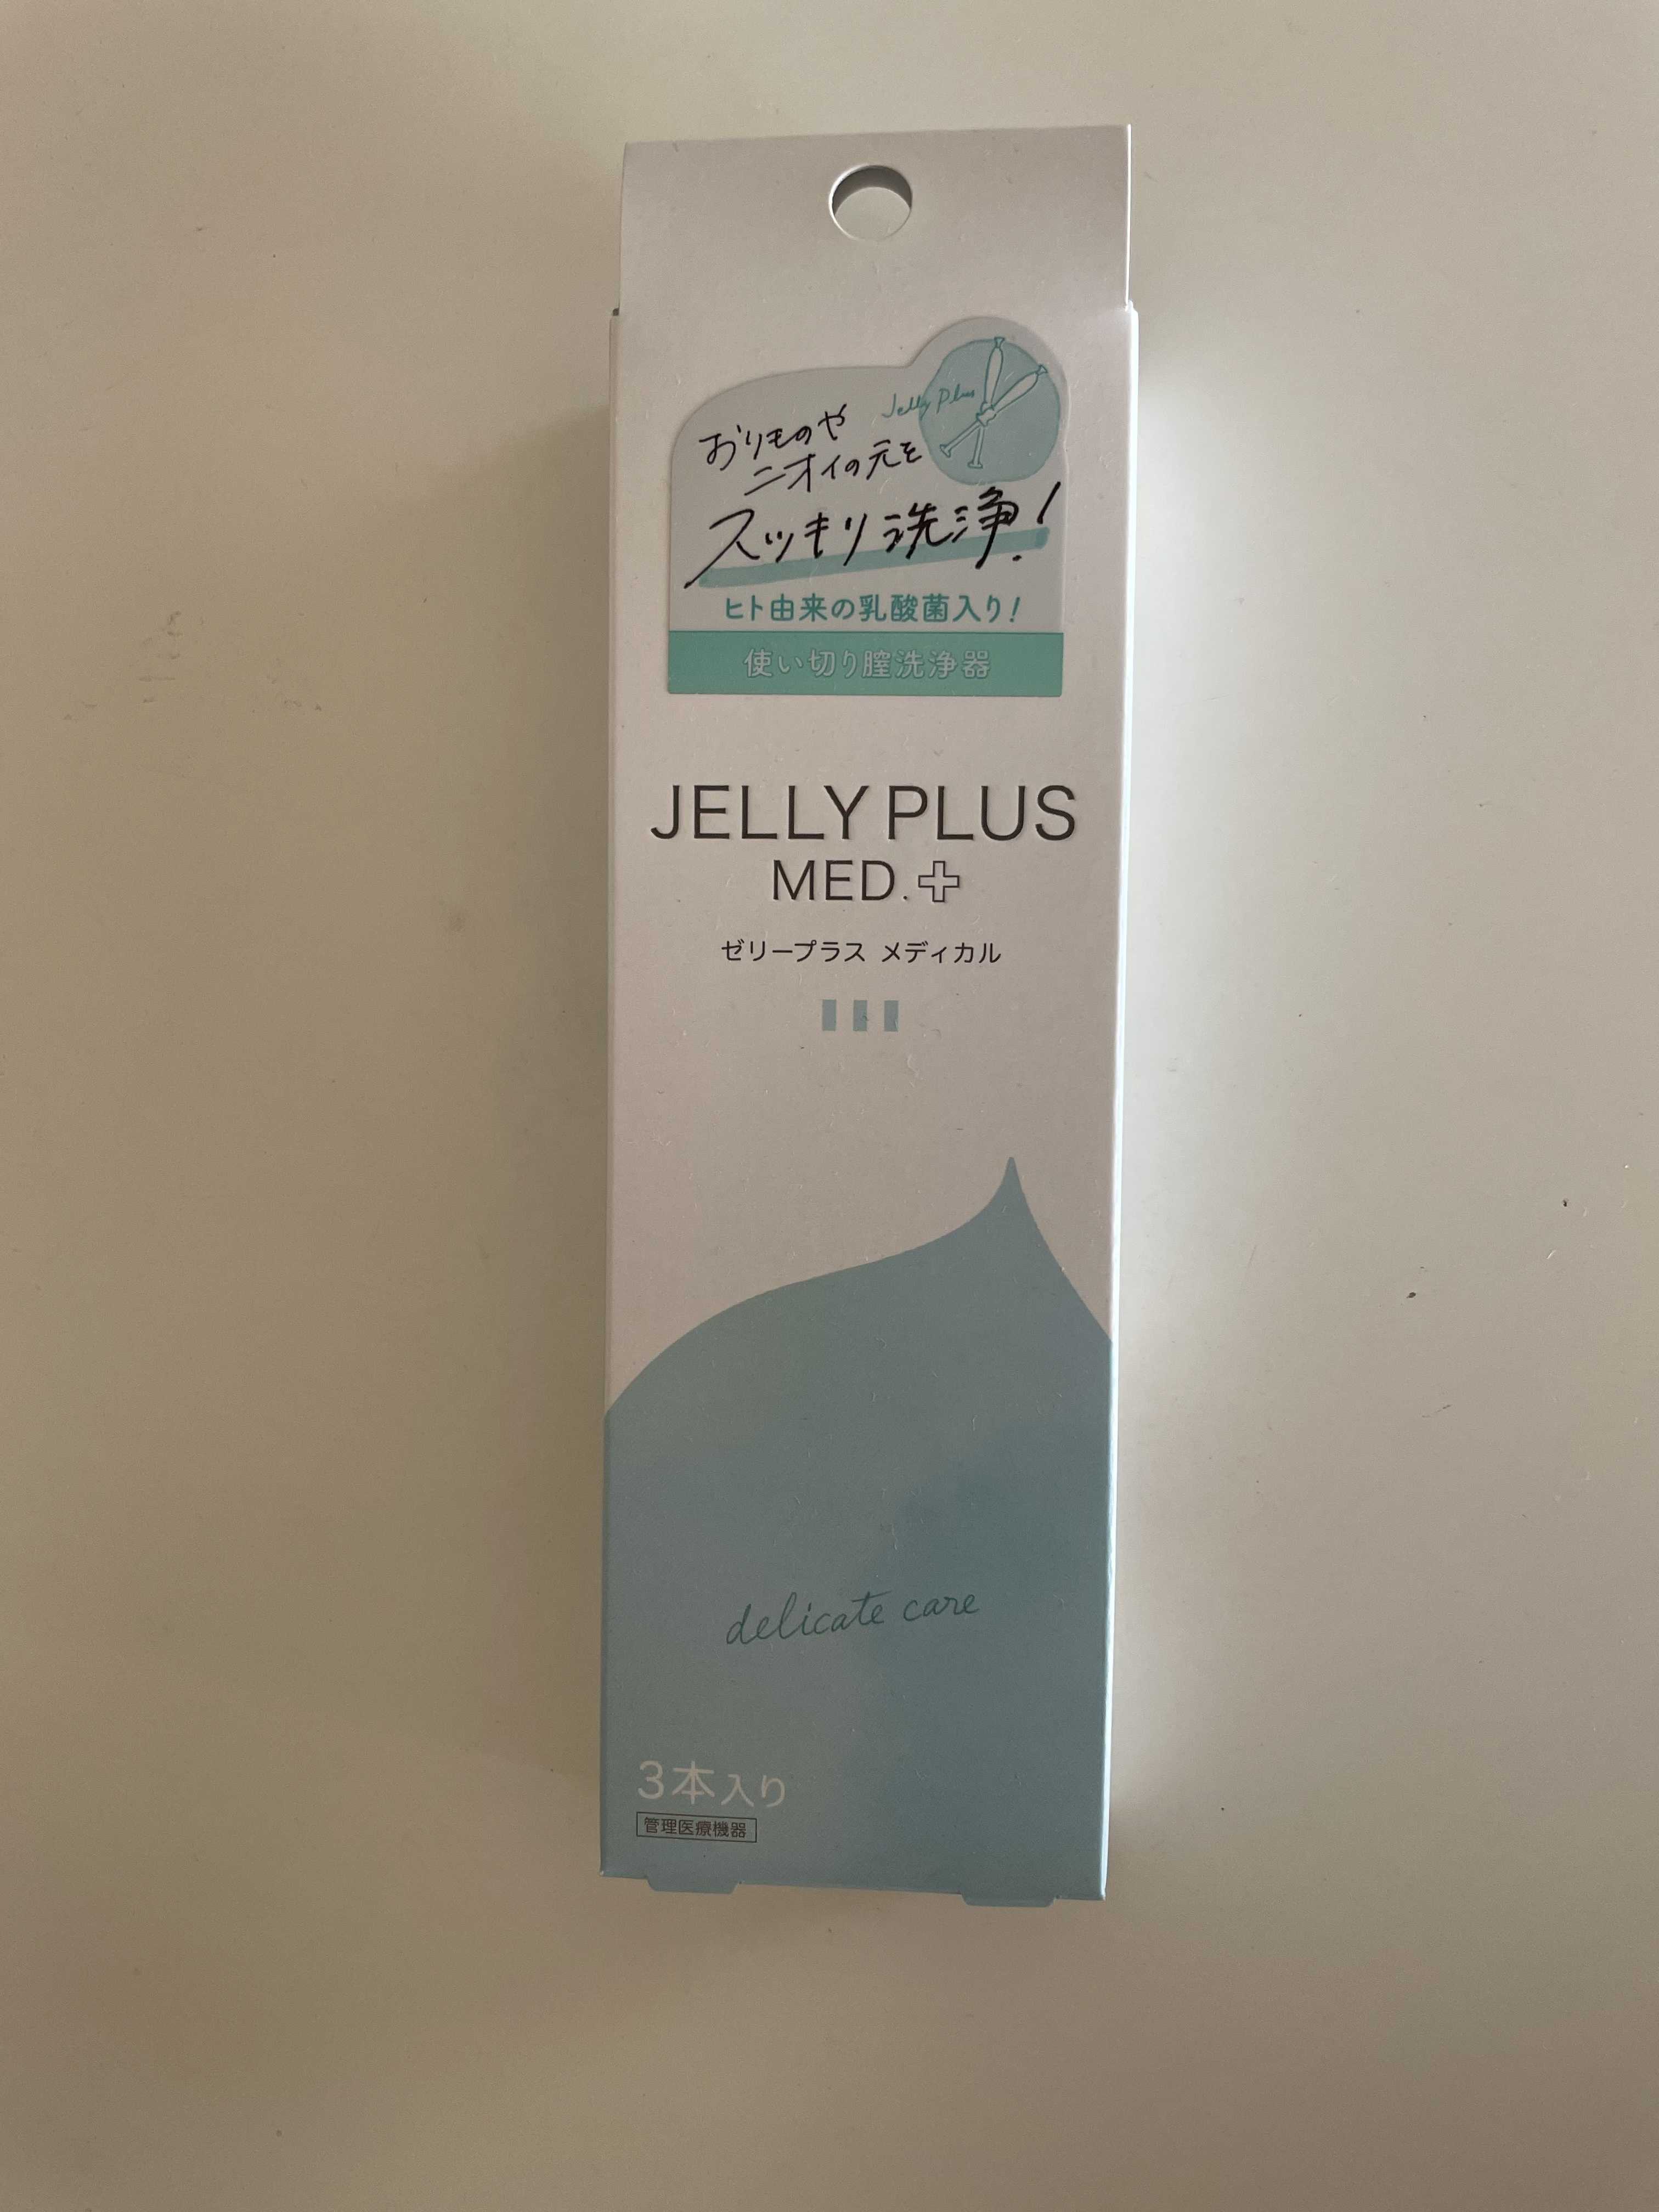 Jelly Plus
おりものや
ニオイの元を
スッキリ洗浄!
ヒト由来の乳酸菌入り!
使い切り膣洗浄器
JELLY PLUS
MED.
ゼリープラス メディカル
delicate care
3本入り
管理医療機器